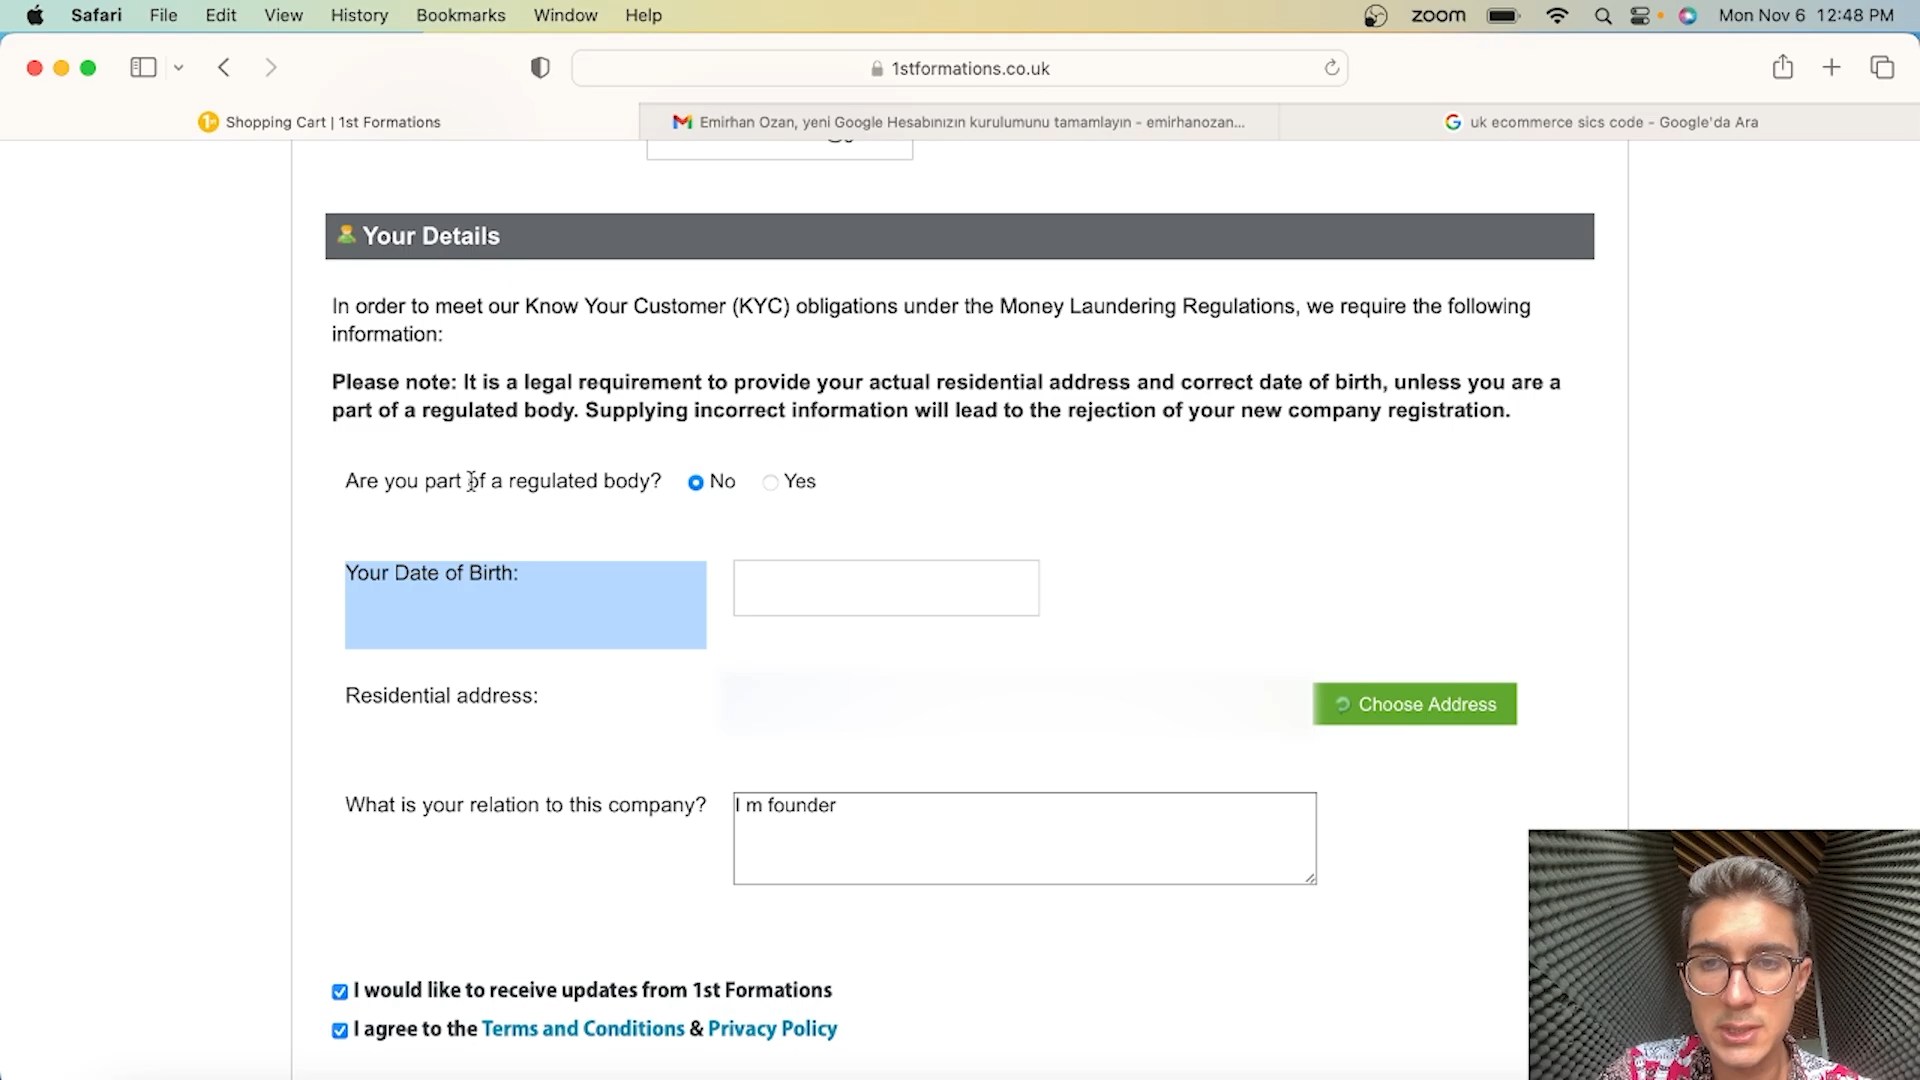 Safari File Edit View History Bookmarks Window Help zoom Mon Nov 6 12:48 PM
1stformations.co.uk
Shopping Cart | 1st Formations
Emirhan Ozan, yeni Google Hesabınızın kurulumunu tamamlayın - emirhanozan...
uk ecommerce sics code - Google'da Ara
Your Details
In order to meet our Know Your Customer (KYC) obligations under the Money Laundering Regulations, we require the following
information:
Please note: It is a legal requirement to provide your actual residential address and correct date of birth, unless you are a
part of a regulated body. Supplying incorrect information will lead to the rejection of your new company registration.
Are you part of a regulated body? No Yes
Your Date of Birth:
Residential address:
Choose Address
What is your relation to this company?
I m founder
I would like to receive updates from 1st Formations
I agree to the Terms and Conditions & Privacy Policy